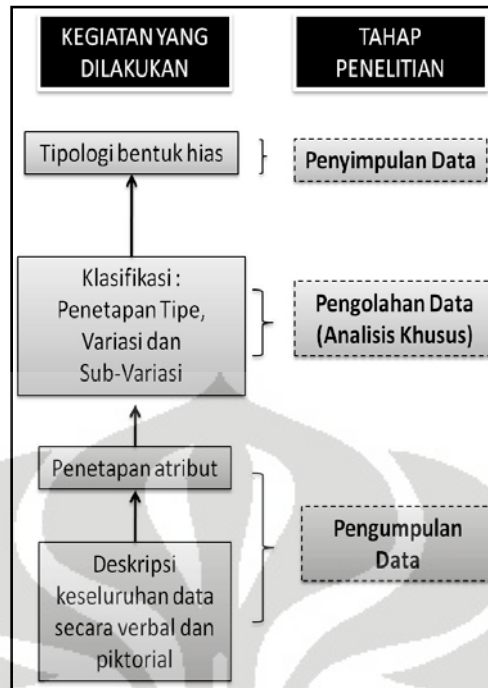 KEGIATAN YANG
DILAKUKAN
TAHAP
PENELITIAN
Tipologi bentuk hias
Penyimpulan Data
Klasifikasi :
Penetapan Tipe,
Variasi dan
Sub-Variasi
Pengolahan Data
(Analisis Khusus)
Penetapan atribut
Pengumpulan
Data
Deskripsi
keseluruhan data
secara verbal dan
piktorial